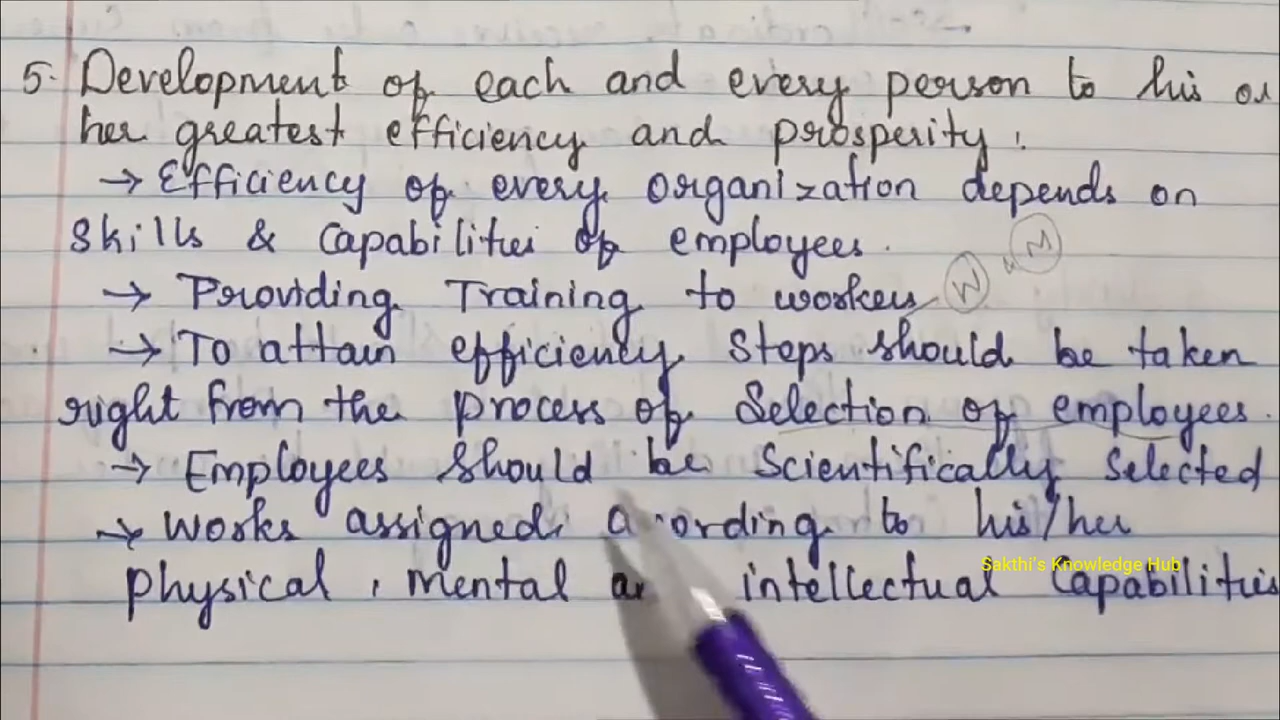 5. Development of each and every person to his or
her greatest efficiency and prosperity.
→ Efficiency of every organization depends on
Skills & Capabilities of employees.
→ Providing Training to workers W M
→ To attain efficiency Steps should be taken
right from the process of Selection of employees.
→ Employees should be Scientifically Selected
→ Works assigned to his/her
Sakthi's Knowledge Hub
Physical, mental intellectual Capabilities